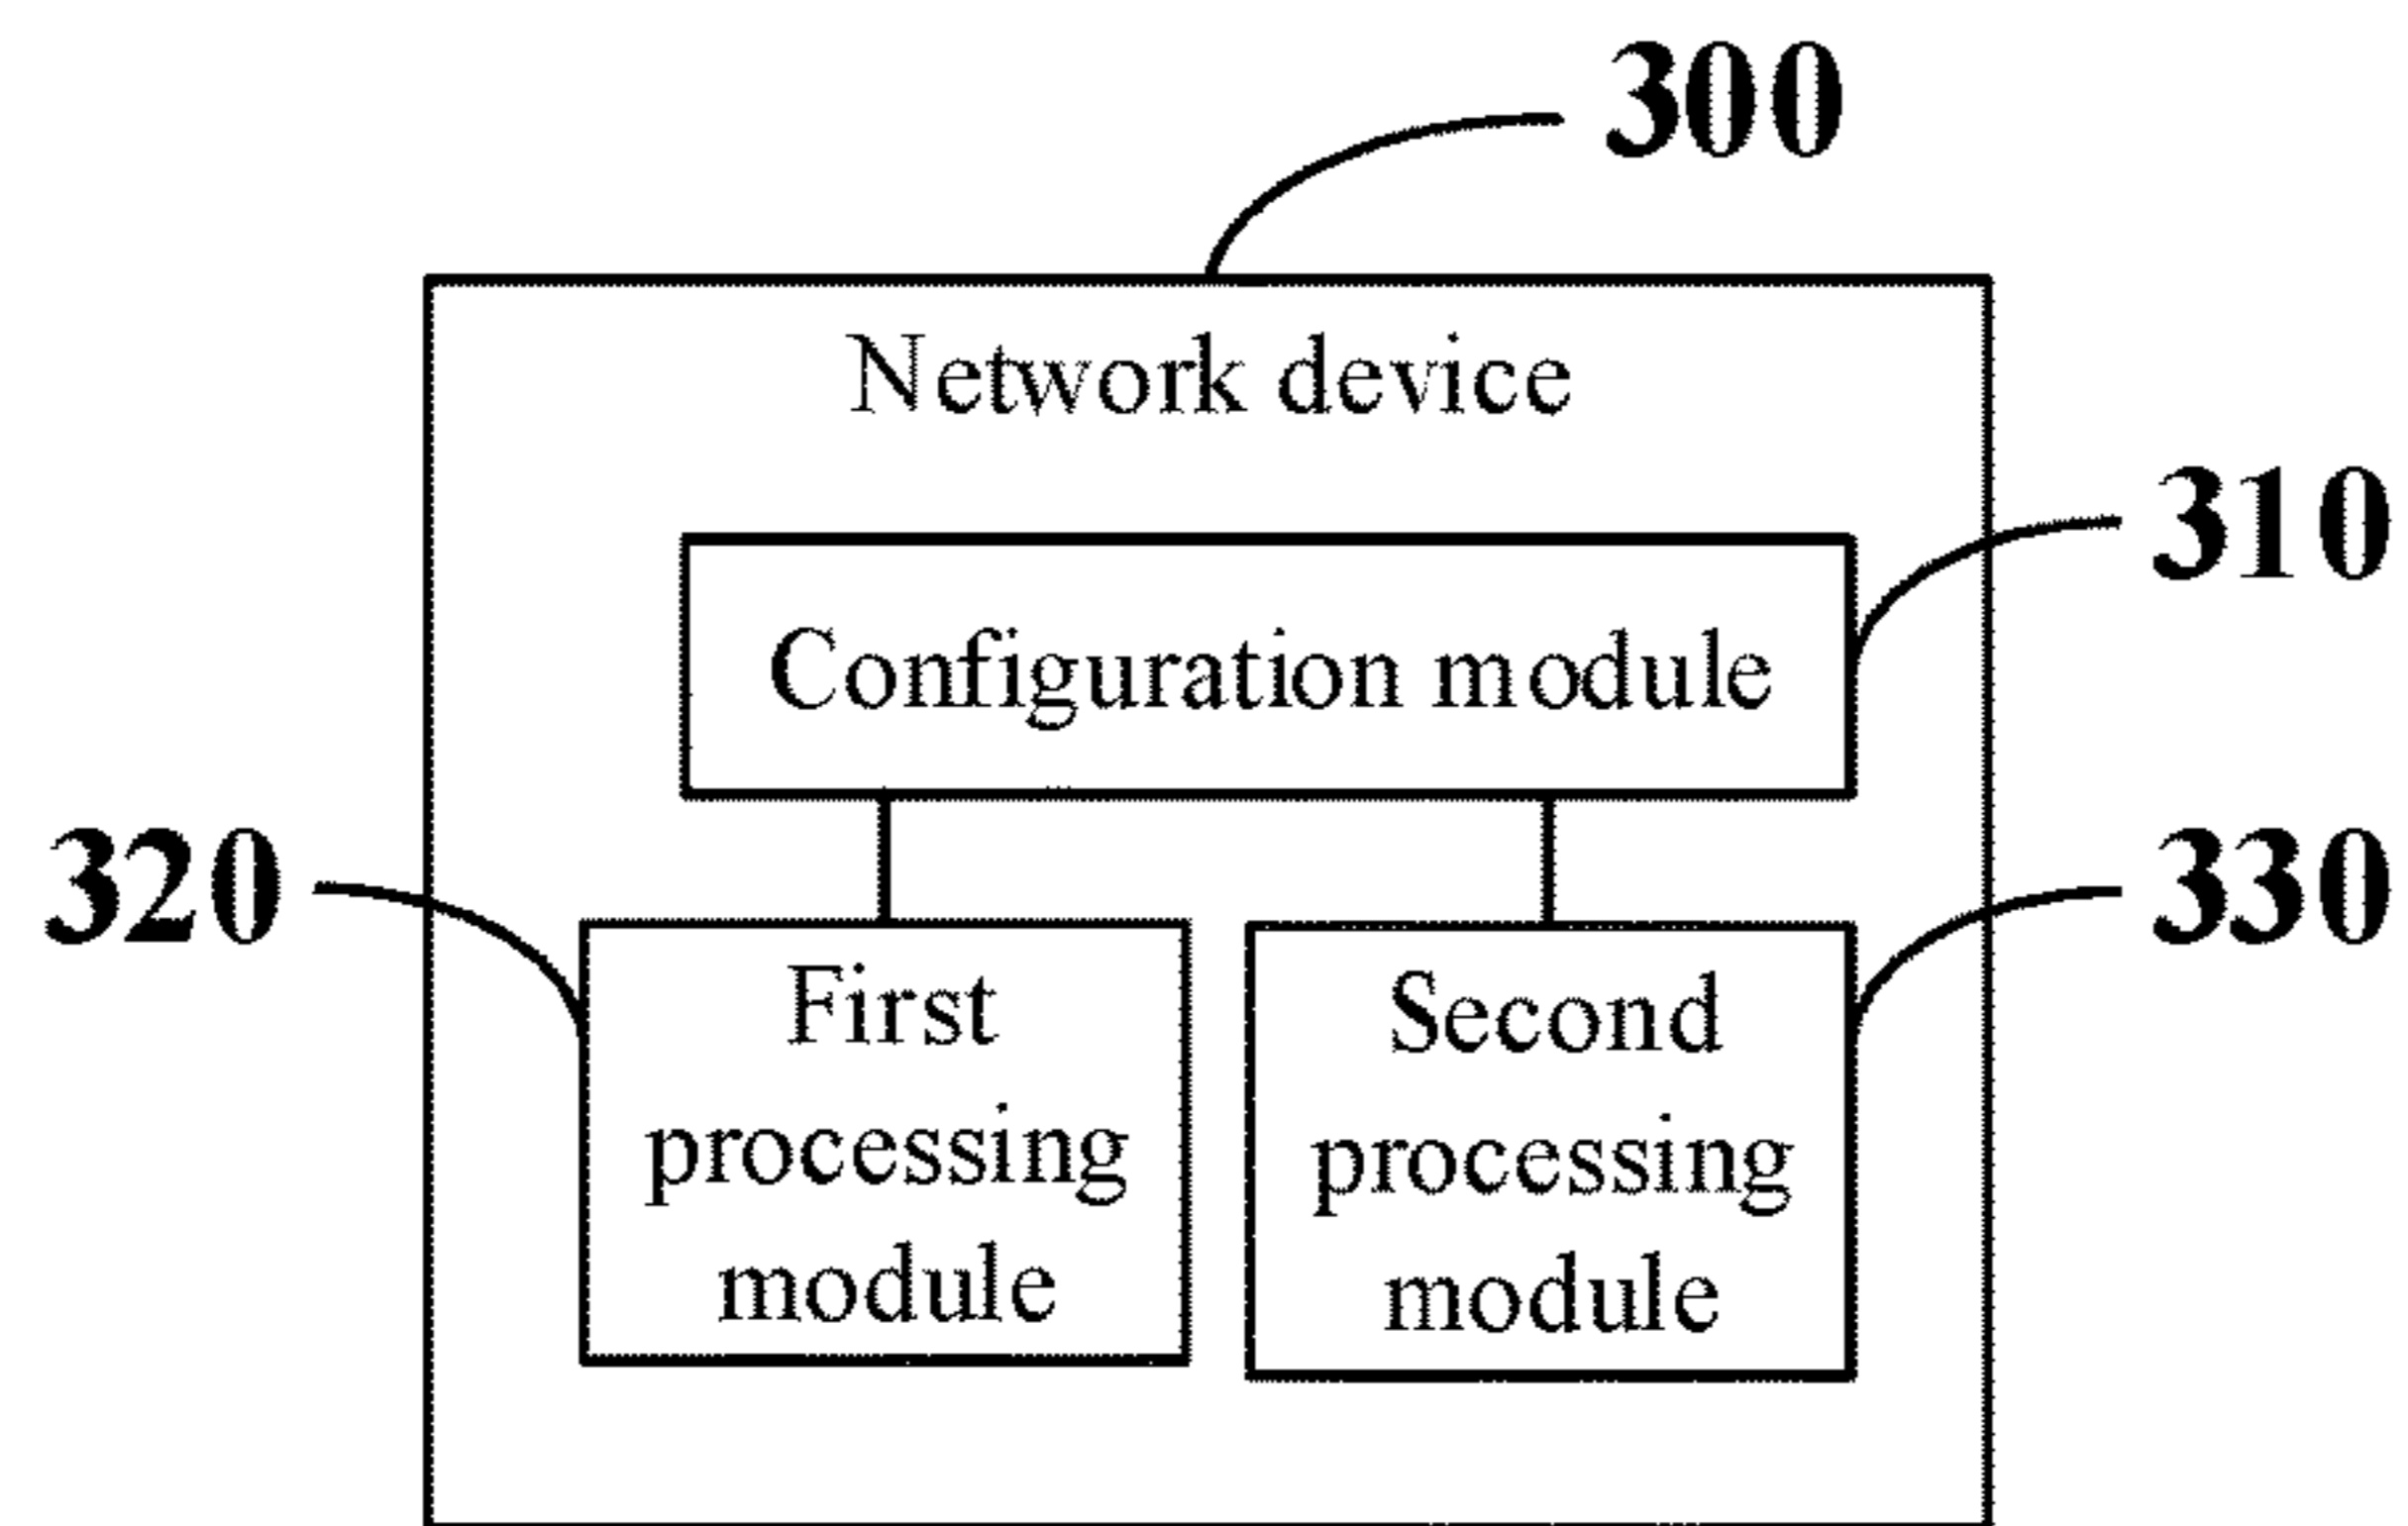 300
Network device
310
Configuration module
320
330
First
processing
module
Second
processing
module